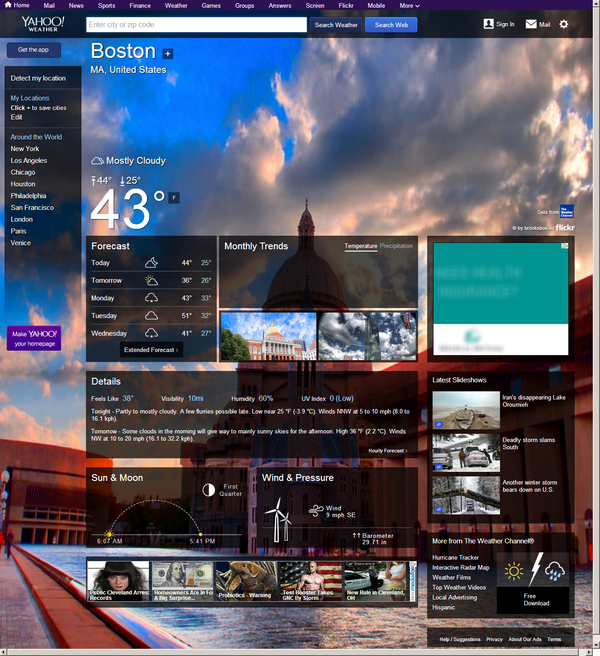 Home Mail News Sports Finance Weather Games Groups Answers Screen Flickr Mobile More
YAHOO!
WEATHER
Enter city or zip code
Search Weather
Search Web
Sign In
Mail
Get the app
Boston +
MA, United States
Detect my location
My Locations
Click + to save cities
Edit
Around the World
New York
Los Angeles
Chicago
Houston
Philadelphia
San Francisco
London
Paris
Venice
Make YAHOO!
your homepage
Mostly Cloudy
44° 25°
43° F
Data from The Weather Channel
© by brooksbos on flickr
Forecast
Today 44° 25°
Tomorrow 36° 26°
Monday 43° 33°
Tuesday 51° 32°
Wednesday 41° 27°
Extended Forecast ›
Monthly Trends
Temperature Precipitation
Details
Feels Like 38° Visibility 10mi Humidity 60% UV Index 0 (Low)
Tonight - Partly to mostly cloudy. A few flurries possible late. Low near 25 °F (-3.9 °C). Winds NNW at 5 to 10 mph (8.0 to
16.1 kph).
Tomorrow - Some clouds in the morning will give way to mainly sunny skies for the afternoon. High 36 °F (2.2 °C). Winds
NW at 10 to 20 mph (16.1 to 32.2 kph).
Hourly Forecast ›
Sun & Moon
First
Quarter
6:07 AM 5:41 PM
Wind & Pressure
Wind
9 mph SE
Barometer
29.71 in
Public Cleveland Arrest
Records
Homeowners Are In For
A Big Surprise...
Probiotics - Warning
Test Booster Takes
GNC By Storm
New Rule in Cleveland,
OH
Latest Slideshows
Iran's disappearing Lake
Oroumieh
Deadly storm slams
South
Another winter storm
bears down on U.S.
More from The Weather Channel®
Hurricane Tracker
Interactive Radar Map
Weather Films
Top Weather Videos
Local Advertising
Hispanic
Free
Download
Help / Suggestions Privacy About Our Ads Terms